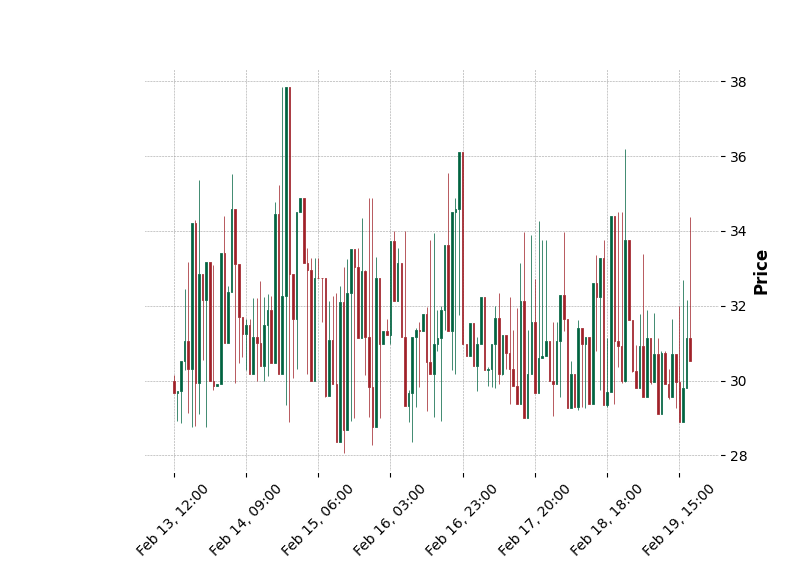 38
36
34
32
30
28
Price
Feb 13, 12:00
Feb 14, 09:00
Feb 15, 06:00
Feb 16, 03:00
Feb 16, 23:00
Feb 17, 20:00
Feb 18, 18:00
Feb 19, 15:00